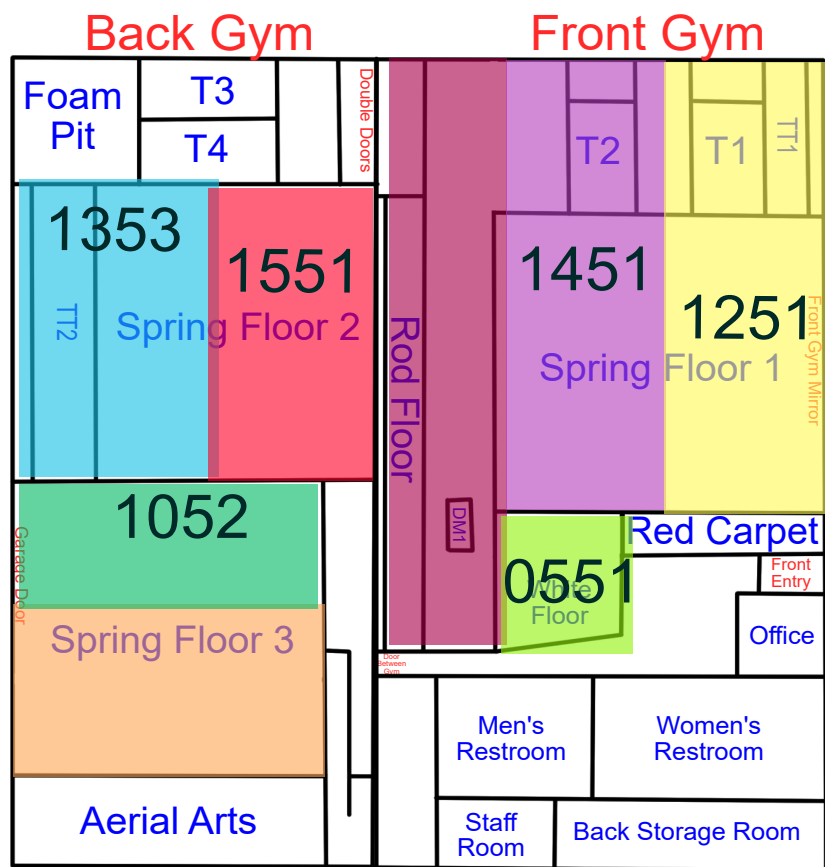 Back Gym
Front Gym
Foam
Pit
T3
T4
Double Doors
T2
T1
TT1
1353
1551
TT2
Spring Floor 2
Rod Floor
1451
1251
Spring Floor 1
Front Gym Mirror
1052
DM1
Red Carpet
Garage Door
0551
White
Floor
Front
Entry
Spring Floor 3
Office
Door
Between
Gym
Men's
Restroom
Women's
Restroom
Aerial Arts
Staff
Room
Back Storage Room